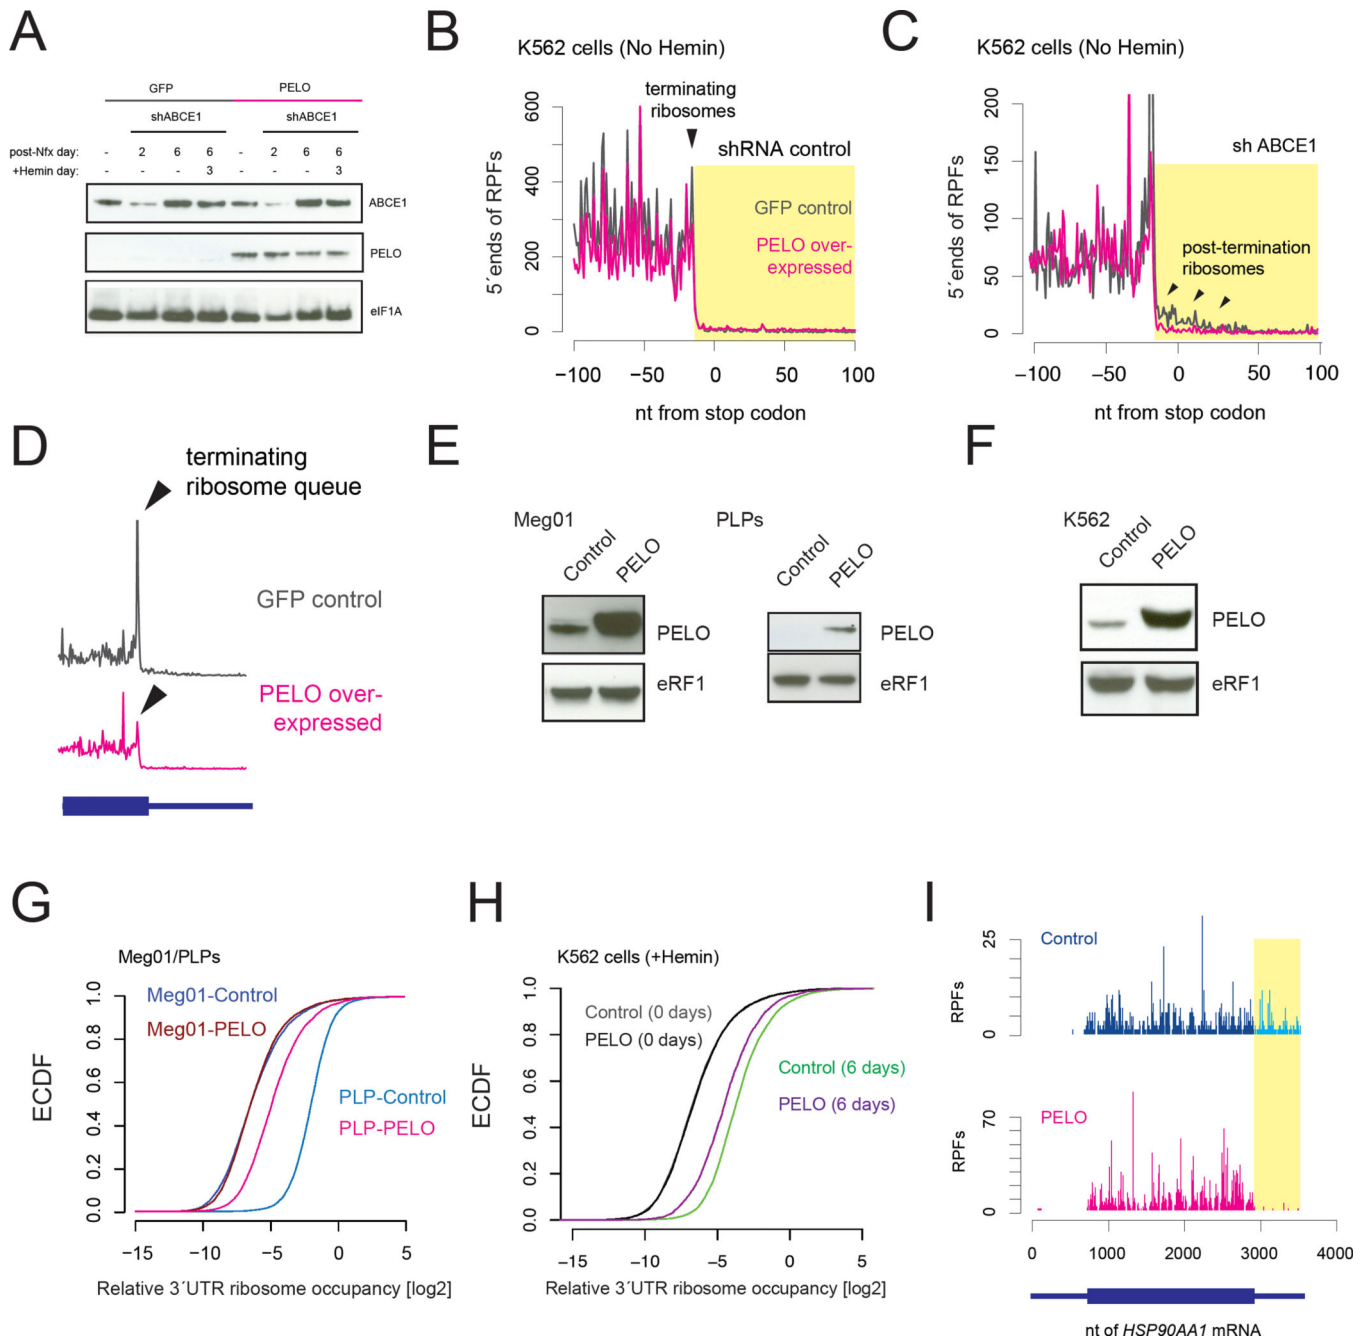 A
GFP PELO
shABCE1 shABCE1
post-Nfx day: - 2 6 6 - 2 6 6
+Hemin day: - - - 3 - - - 3
ABCE1
PELO
eIF1A
B
K562 cells (No Hemin)
terminating
ribosomes
shRNA control
GFP control
PELO over-
expressed
5´ends of RPFs
600
400
200
0
−100 −50 0 50 100
nt from stop codon
C
K562 cells (No Hemin)
sh ABCE1
post-termination
ribosomes
5´ends of RPFs
200
150
100
50
0
−100 −50 0 50 100
nt from stop codon
D
terminating
ribosome queue
GFP control
PELO over-
expressed
E
Meg01 PLPs
Control PELO Control PELO
PELO PELO
eRF1 eRF1
F
K562
Control PELO
PELO
eRF1
G
Meg01/PLPs
Meg01-Control
Meg01-PELO
PLP-Control
PLP-PELO
ECDF
1.0
0.8
0.6
0.4
0.2
0.0
−15 −10 −5 0 5
Relative 3´UTR ribosome occupancy [log2]
H
K562 cells (+Hemin)
Control (0 days)
PELO (0 days)
Control (6 days)
PELO (6 days)
ECDF
1.0
0.8
0.6
0.4
0.2
0.0
−15 −10 −5 0 5
Relative 3´UTR ribosome occupancy [log2]
I
Control
RPFs
25
0
PELO
RPFs
70
0
0 1000 2000 3000 4000
nt of HSP90AA1 mRNA